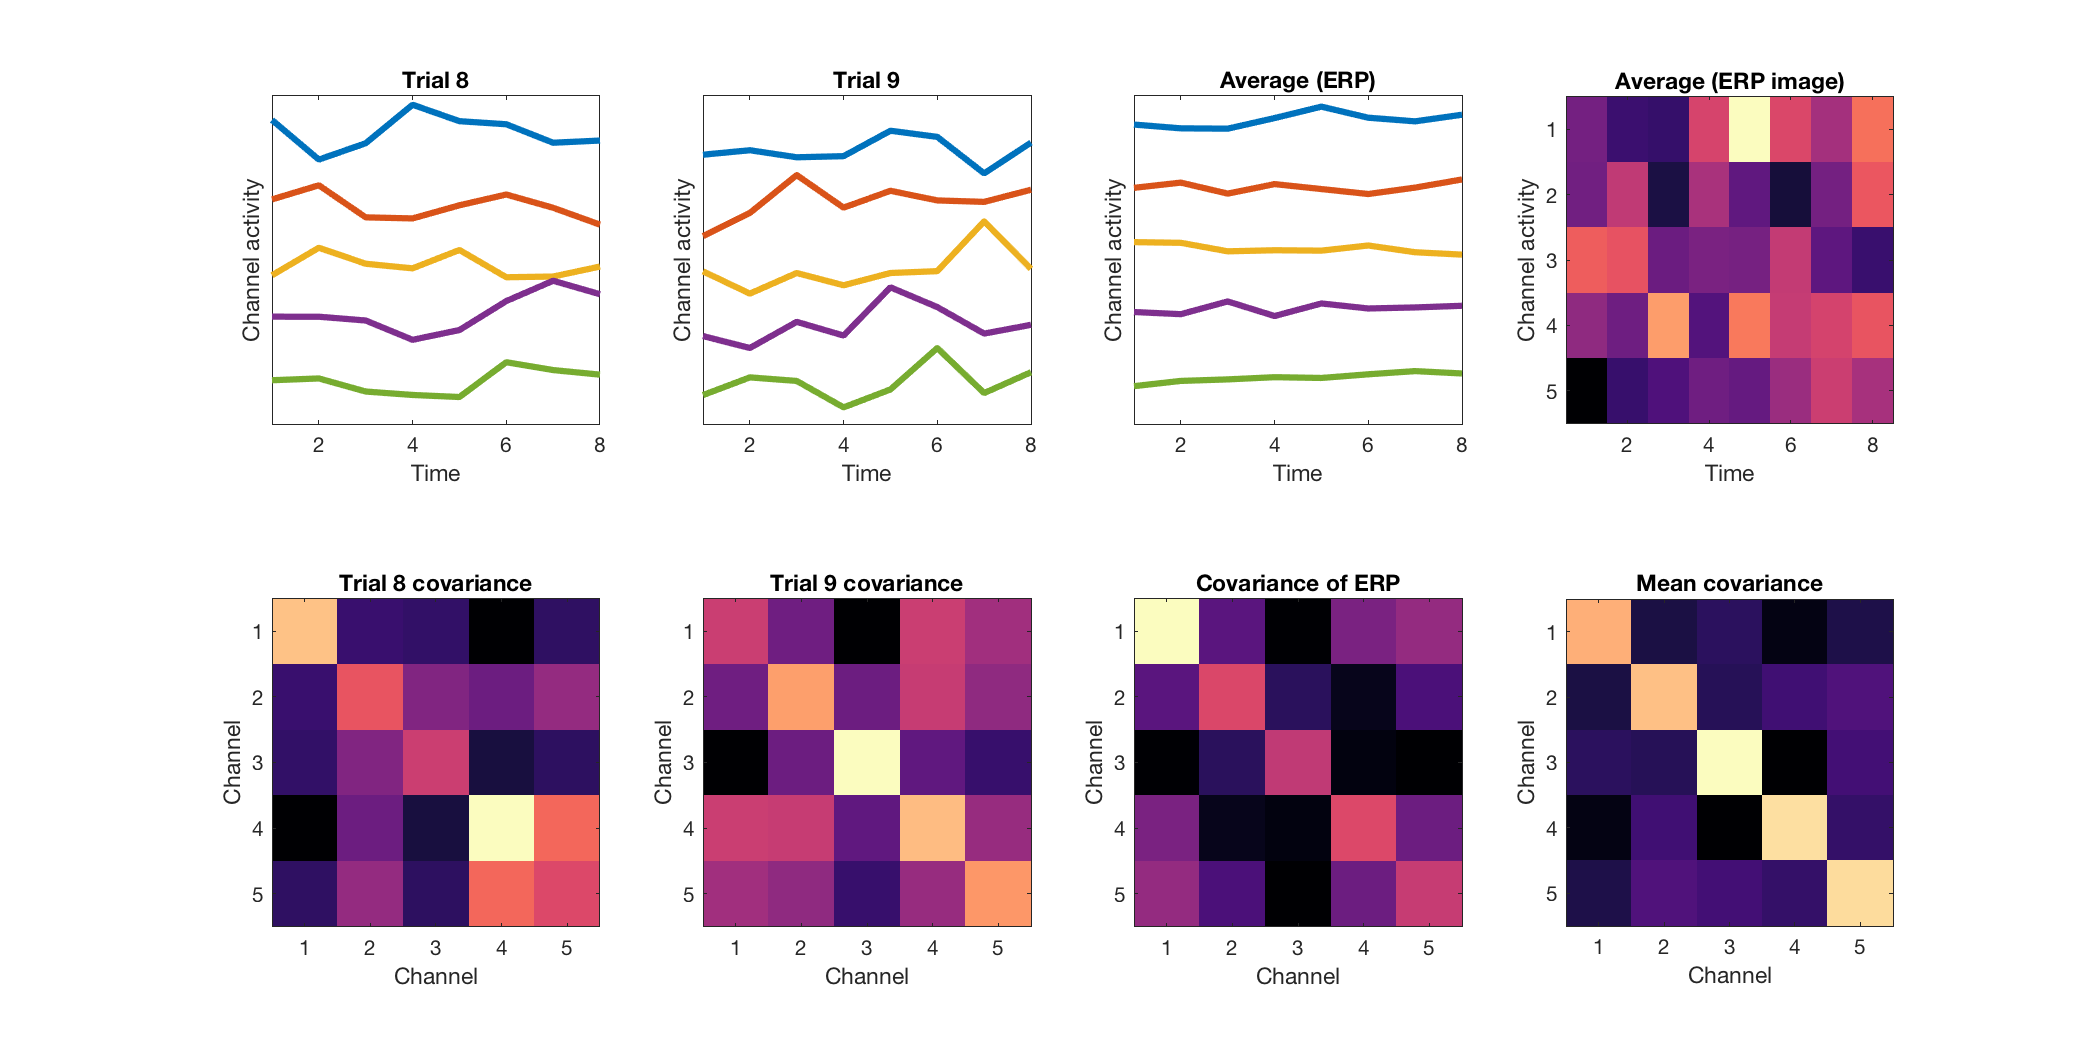 Trial 8
Channel activity
2 4 6 8
Time
Trial 9
Channel activity
2 4 6 8
Time
Average (ERP)
Channel activity
2 4 6 8
Time
Average (ERP image)
Channel activity
1
2
3
4
5
2 4 6 8
Time
Trial 8 covariance
Channel
1
2
3
4
5
1 2 3 4 5
Channel
Trial 9 covariance
Channel
1
2
3
4
5
1 2 3 4 5
Channel
Covariance of ERP
Channel
1
2
3
4
5
1 2 3 4 5
Channel
Mean covariance
Channel
1
2
3
4
5
1 2 3 4 5
Channel